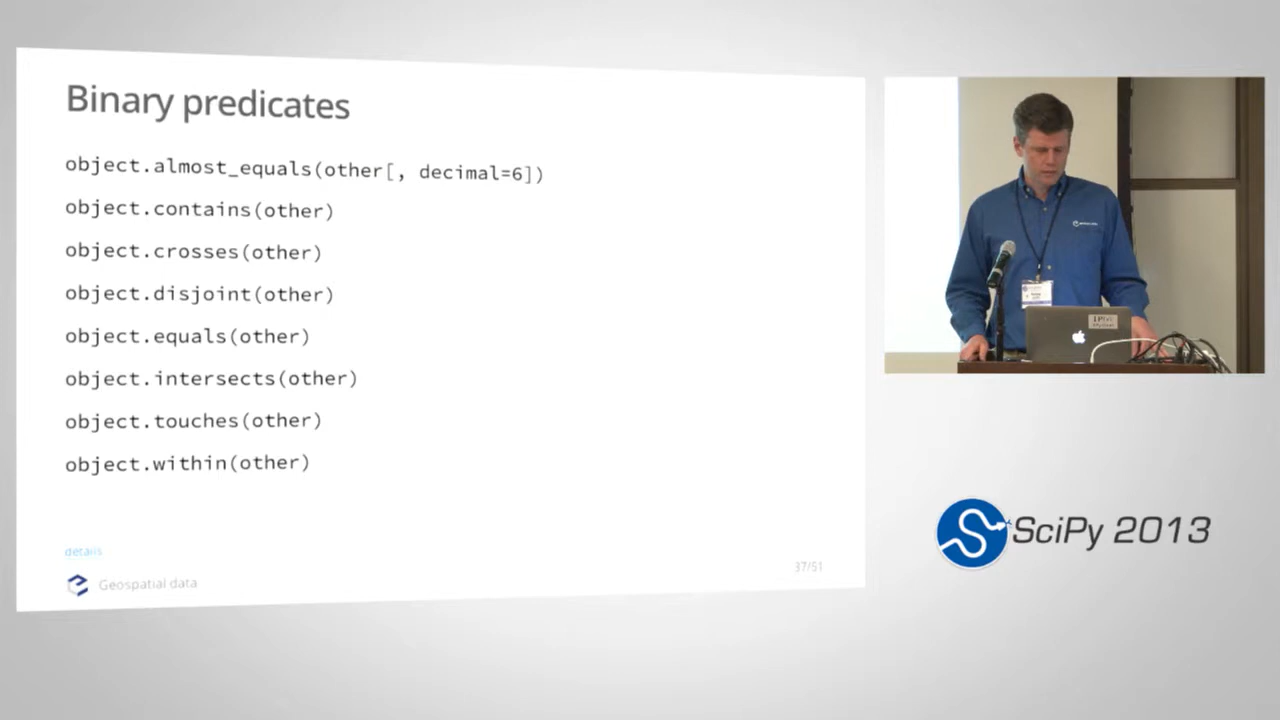 Binary predicates
object.almost_equals(other[, decimal=6])
object.contains(other)
object.crosses(other)
object.disjoint(other)
object.equals(other)
object.intersects(other)
object.touches(other)
object.within(other)
details
Geospatial data
37/51
SciPy 2013